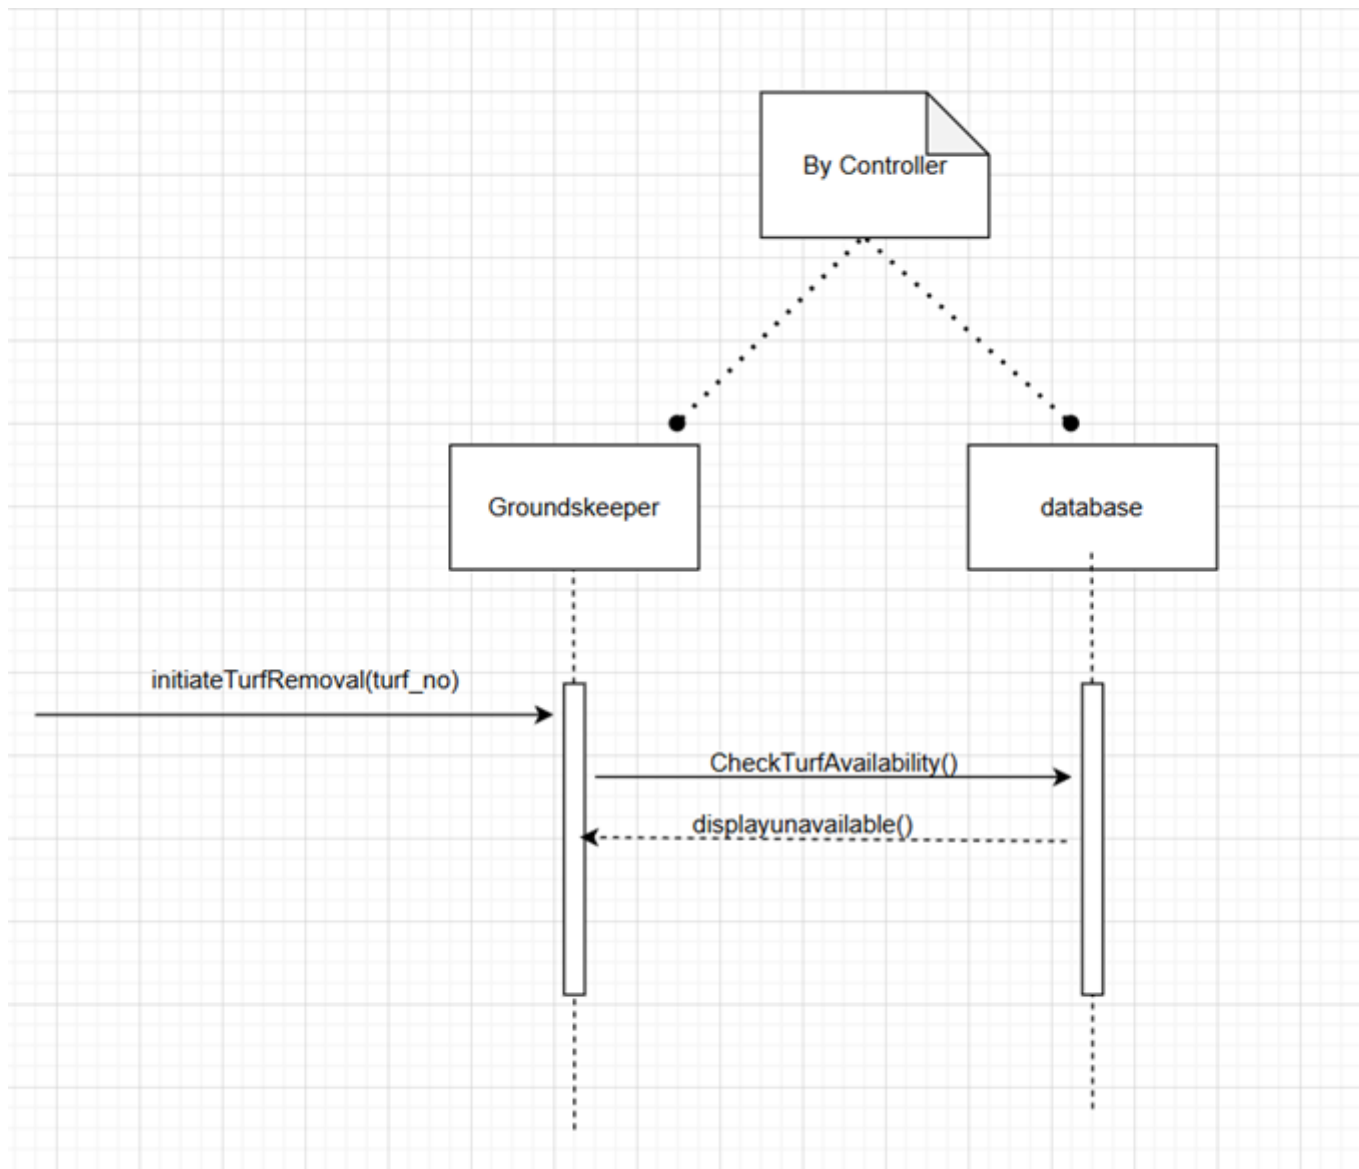 By Controller
Groundskeeper
database
initiateTurfRemoval(turf_no)
CheckTurfAvailability()
displayunavailable()